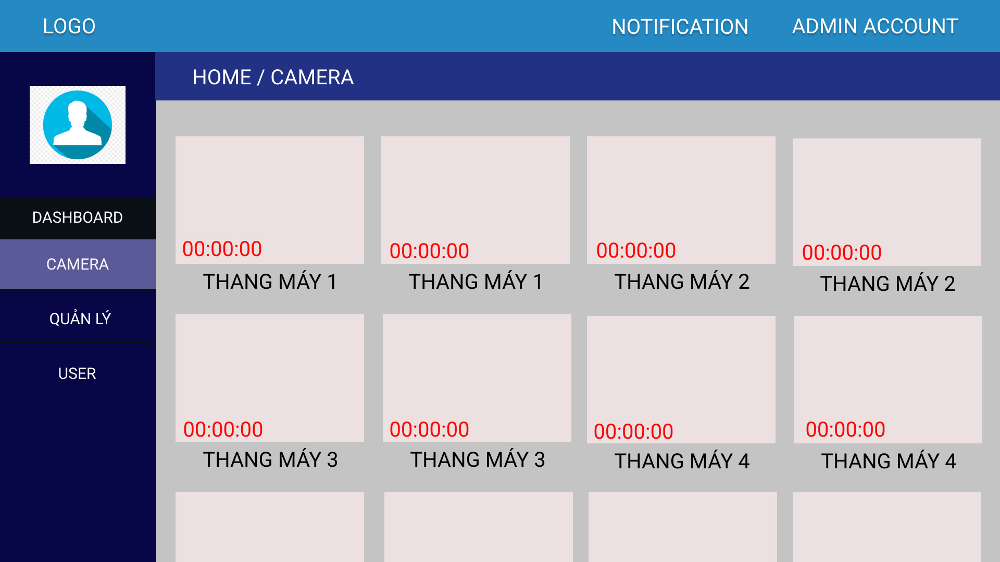 LOGO
NOTIFICATION
ADMIN ACCOUNT
HOME / CAMERA
DASHBOARD
CAMERA
QUẢN LÝ
USER
00:00:00
00:00:00
00:00:00
00:00:00
THANG MÁY 1
THANG MÁY 1
THANG MÁY 2
THANG MÁY 2
00:00:00
00:00:00
00:00:00
00:00:00
THANG MÁY 3
THANG MÁY 3
THANG MÁY 4
THANG MÁY 4